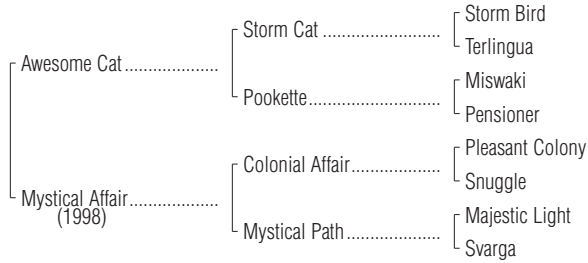 Storm Bird
Storm Cat ........................
Terlingua
Awesome Cat ...................
Miswaki
Pookette ...........................
Pensioner
Pleasant Colony
Colonial Affair ..................
Snuggle
Mystical Affair ..................
(1998)
Majestic Light
Mystical Path ...................
Svarga